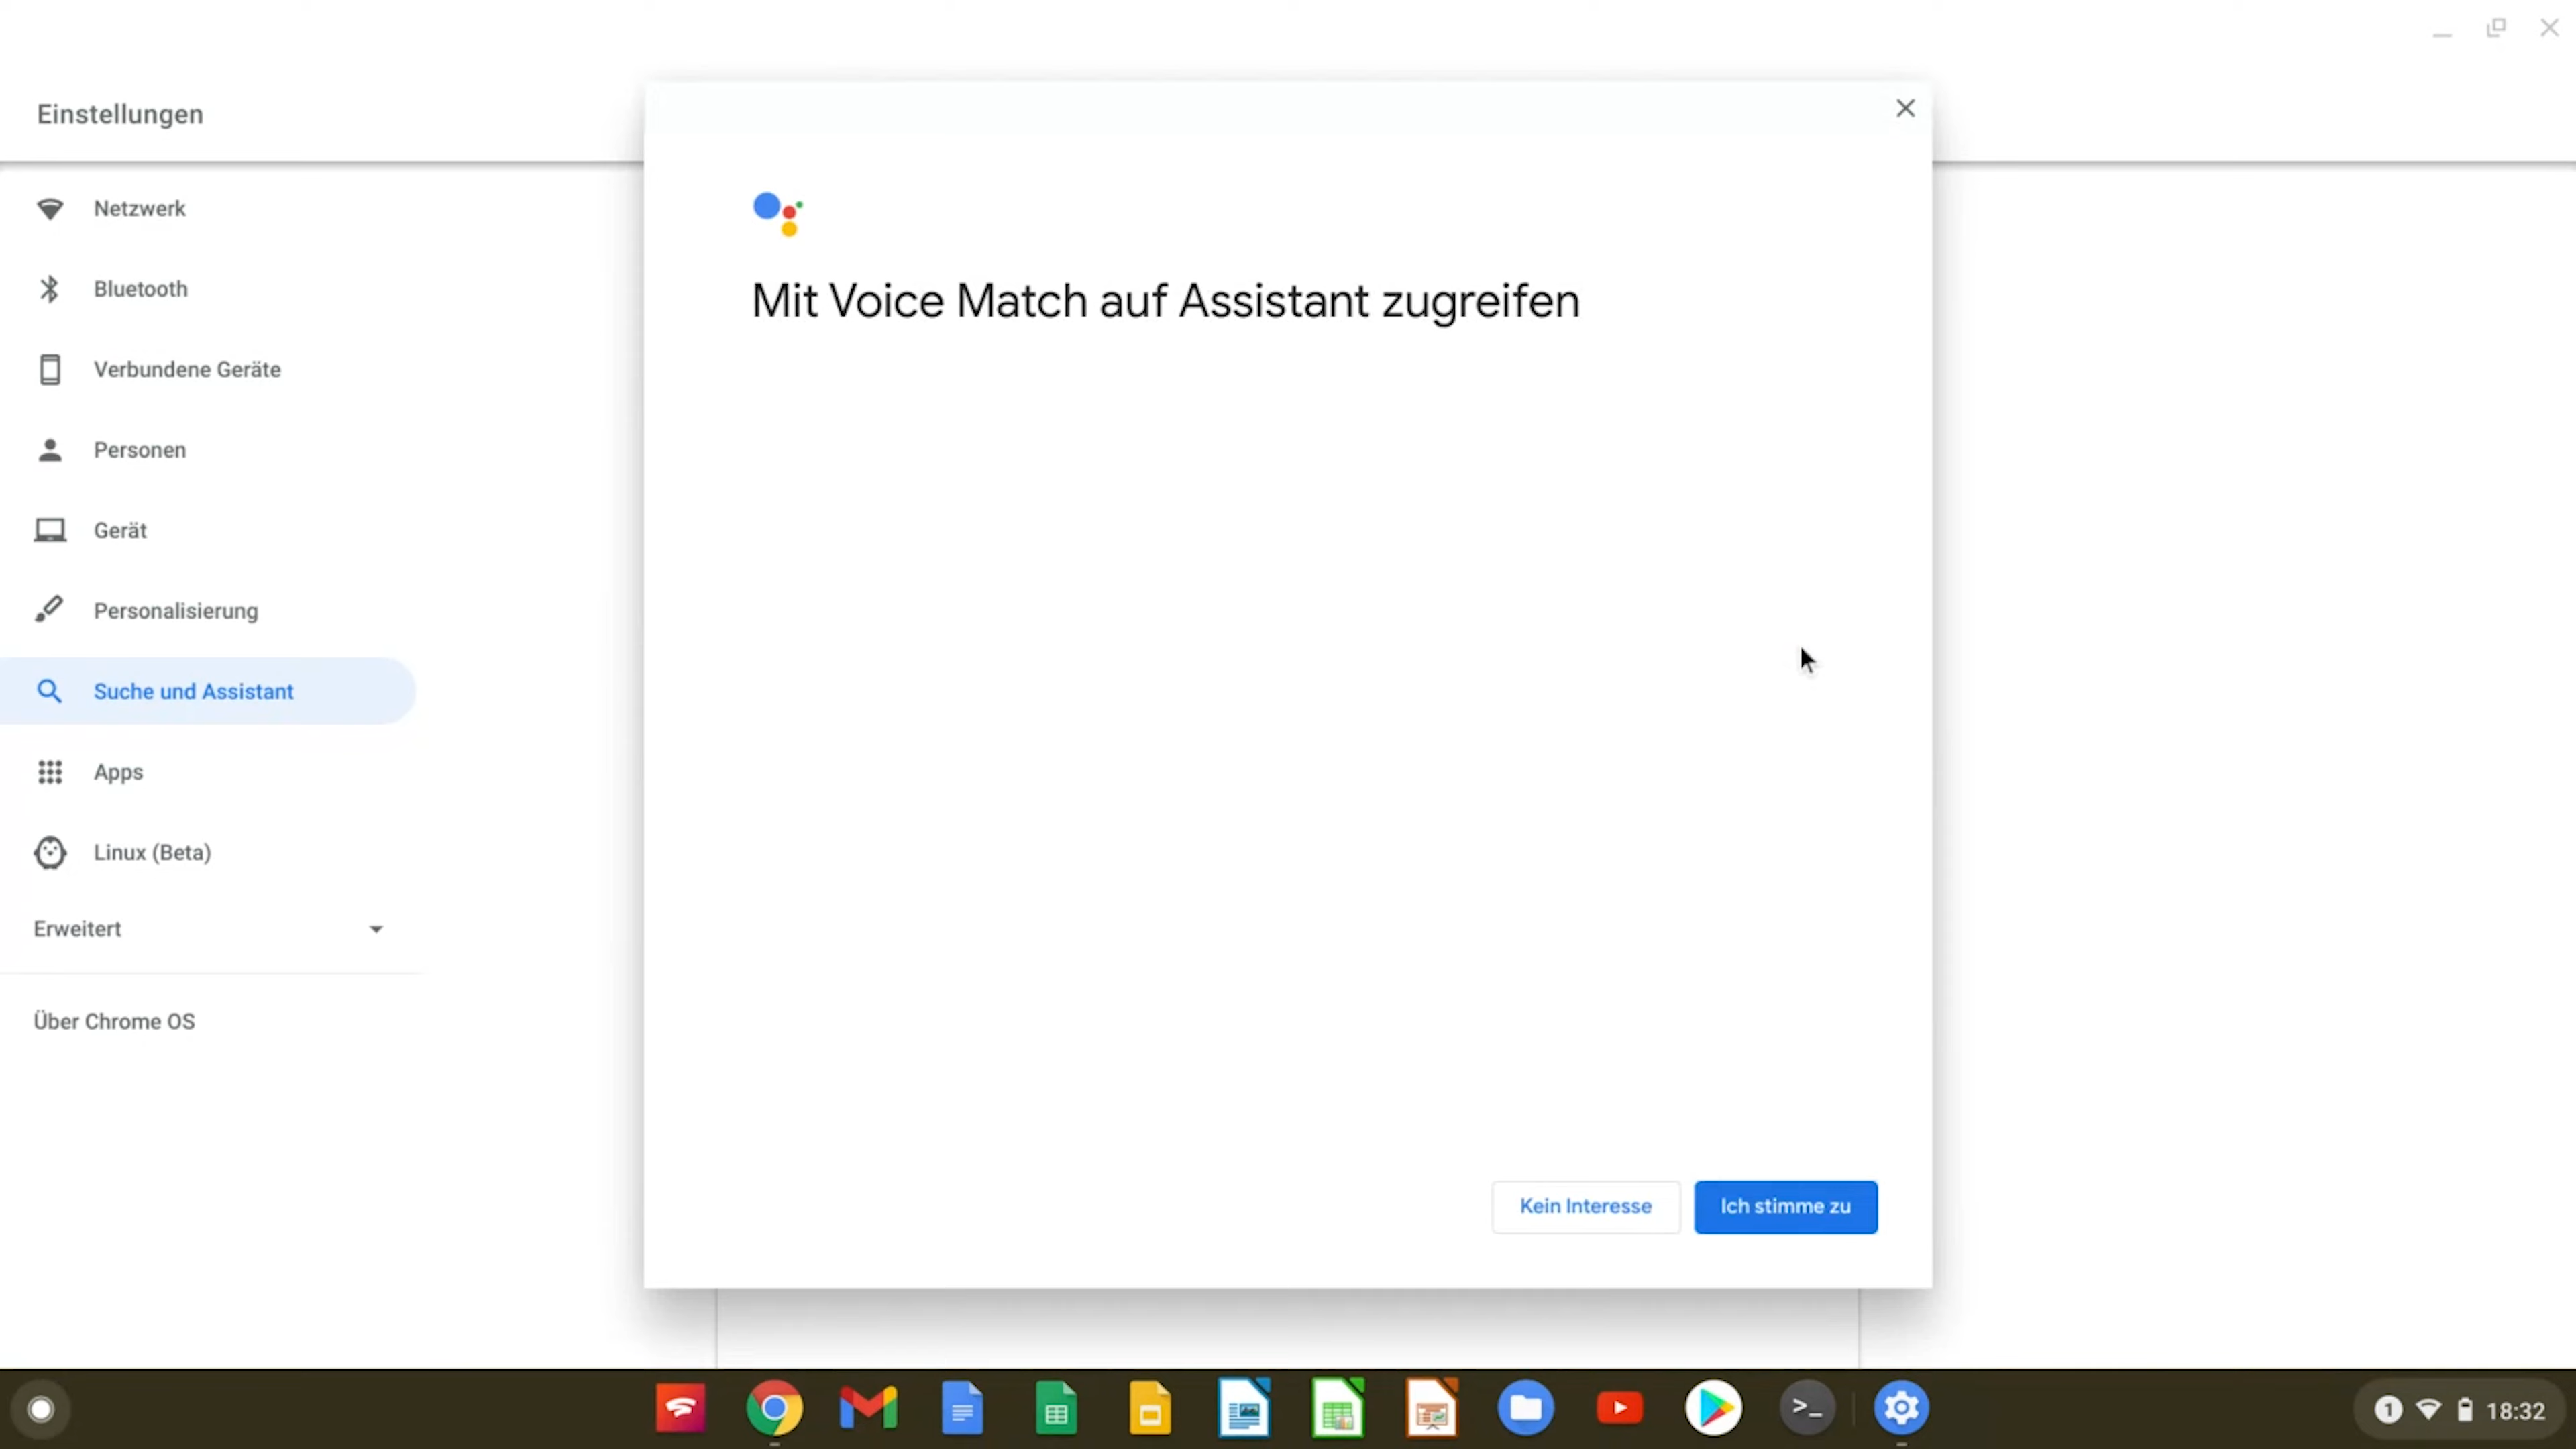 Einstellungen
Netzwerk
Bluetooth
Verbundene Geräte
Personen
Gerät
Personalisierung
Suche und Assistant
Apps
Linux (Beta)
Erweitert
Über Chrome OS
Mit Voice Match auf Assistant zugreifen
Kein Interesse
Ich stimme zu
>_
1
18:32